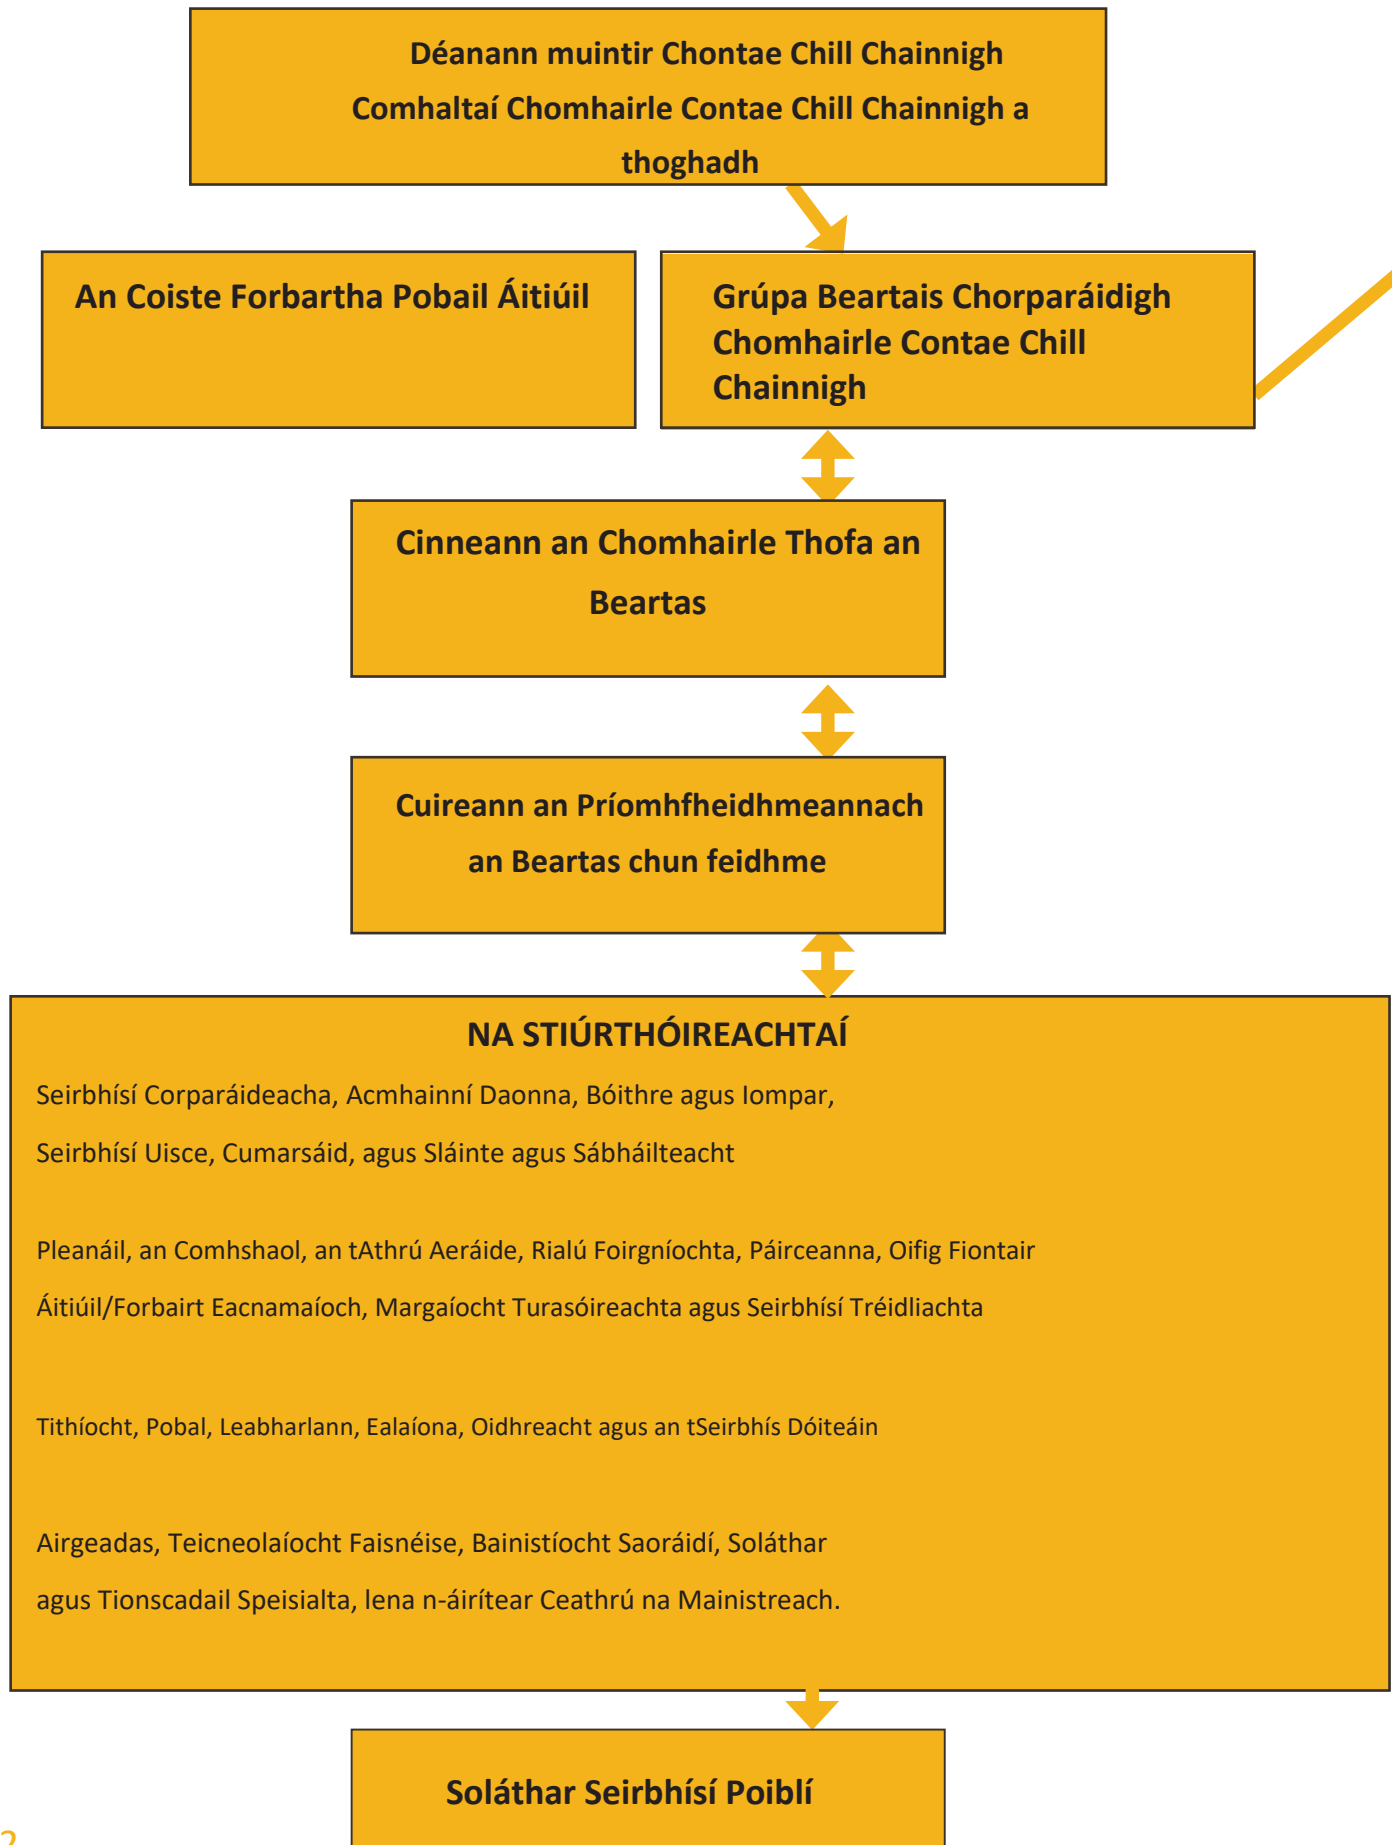 Déanann muintir Chontae Chill Chainnigh
Comhaltaí Chomhairle Contae Chill Chainnigh a
thoghadh
An Coiste Forbartha Pobail Áitiúil
Grúpa Beartais Chorparáidigh
Chomhairle Contae Chill
Chainnigh
Cinneann an Chomhairle Thofa an
Beartas
Cuireann an Príomhfheidhmeannach
an Beartas chun feidhme
NA STIÚRTHÓIREACHTAÍ
Seirbhísí Corparáideacha, Acmhainní Daonna, Bóithre agus Iompar,
Seirbhísí Uisce, Cumarsáid, agus Sláinte agus Sábháilteacht
Pleanáil, an Comhshaol, an tAthrú Aeráide, Rialú Foirgníochta, Páirceanna, Oifig Fiontair
Áitiúil/Forbairt Eacnamaíoch, Margaíocht Turasóireachta agus Seirbhísí Tréidliachta
Tithíocht, Pobal, Leabharlann, Ealaíona, Oidhreacht agus an tSeirbhís Dóiteáin
Airgeadas, Teicneolaíocht Faisnéise, Bainistíocht Saoráidí, Soláthar
agus Tionscadail Speisialta, lena n-áirítear Ceathrú na Mainistreach.
Soláthar Seirbhísí Poiblí
2